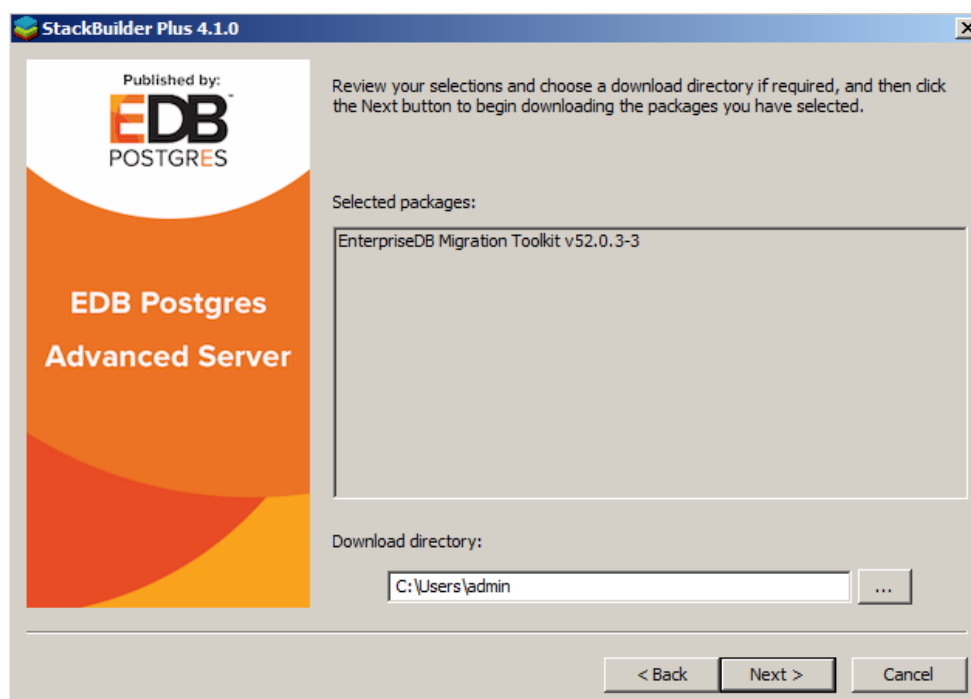 StackBuilder Plus 4.1.0
Published by:
EDB™
POSTGRES
EDB Postgres
Advanced Server
Review your selections and choose a download directory if required, and then click
the Next button to begin downloading the packages you have selected.
Selected packages:
EnterpriseDB Migration Toolkit v52.0.3-3
Download directory:
C:\Users\admin
...
< Back
Next >
Cancel